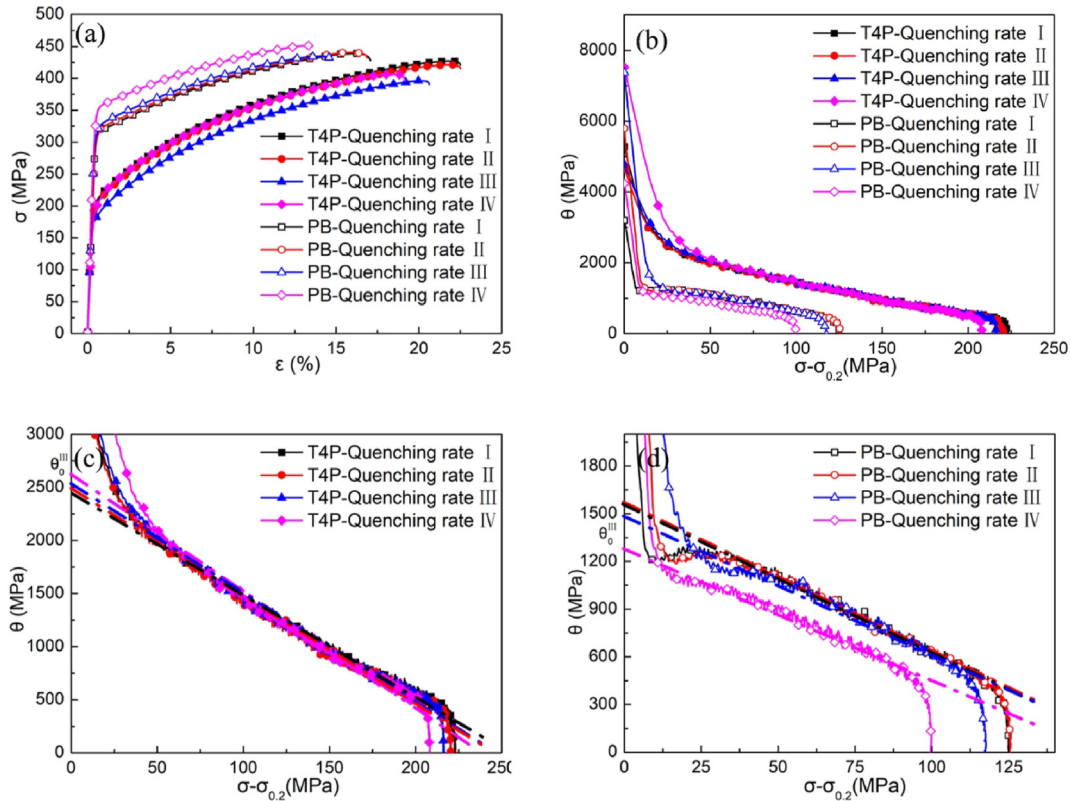 (a)
σ (MPa)
500
450
400
350
300
250
200
150
100
50
0
T4P-Quenching rate Ⅰ
T4P-Quenching rate Ⅱ
T4P-Quenching rate Ⅲ
T4P-Quenching rate Ⅳ
PB-Quenching rate Ⅰ
PB-Quenching rate Ⅱ
PB-Quenching rate Ⅲ
PB-Quenching rate Ⅳ
0 5 10 15 20 25
ε (%)
(b)
θ (MPa)
8000
6000
4000
2000
0
T4P-Quenching rate Ⅰ
T4P-Quenching rate Ⅱ
T4P-Quenching rate Ⅲ
T4P-Quenching rate Ⅳ
PB-Quenching rate Ⅰ
PB-Quenching rate Ⅱ
PB-Quenching rate Ⅲ
PB-Quenching rate Ⅳ
0 50 100 150 200 250
σ-σ0.2(MPa)
(c)
θ (MPa)
3000
θ0III
2500
2000
1500
1000
500
0
T4P-Quenching rate Ⅰ
T4P-Quenching rate Ⅱ
T4P-Quenching rate Ⅲ
T4P-Quenching rate Ⅳ
0 50 100 150 200 250
σ-σ0.2(MPa)
(d)
θ (MPa)
1800
1500
θ0III
1200
900
600
300
0
PB-Quenching rate Ⅰ
PB-Quenching rate Ⅱ
PB-Quenching rate Ⅲ
PB-Quenching rate Ⅳ
0 25 50 75 100 125
σ-σ0.2(MPa)